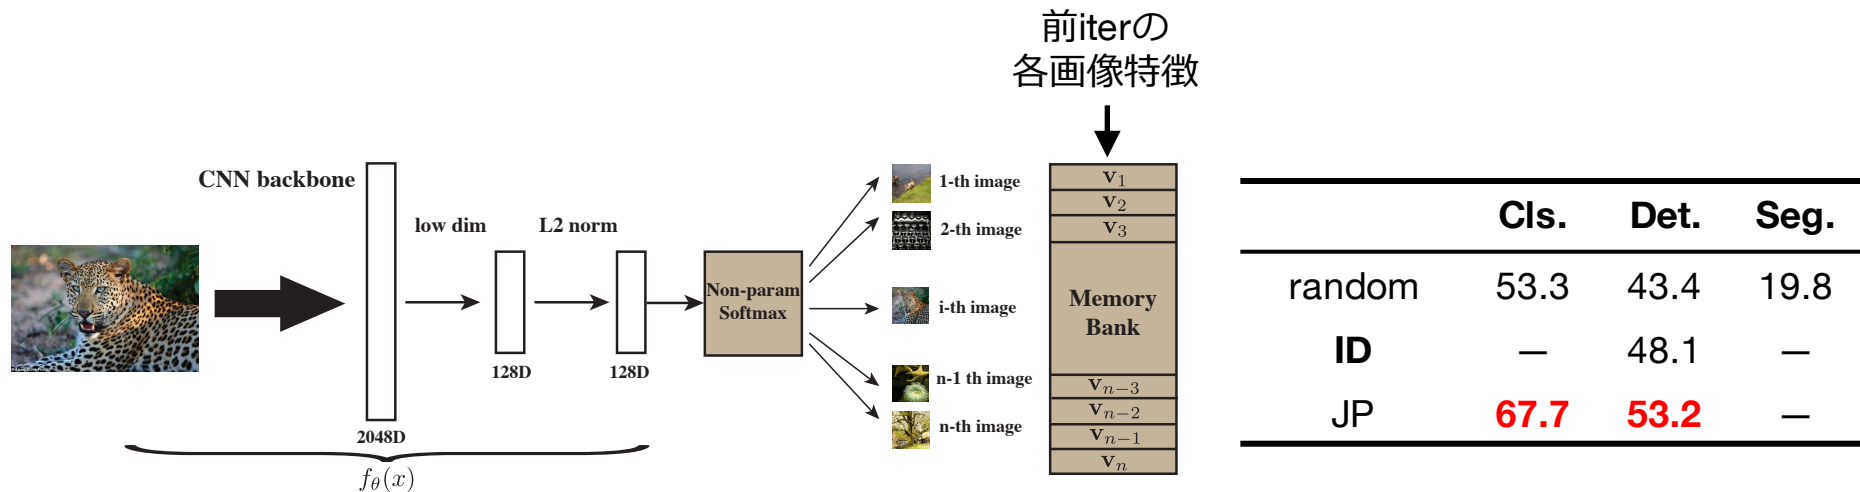 前iterの
各画像特徴
CNN backbone
low dim
L2 norm
2048D
128D
128D
fθ(x)
Non-param
Softmax
1-th image
2-th image
i-th image
n-1 th image
n-th image
v1
v2
v3
Memory
Bank
vn−3
vn−2
vn−1
vn
Cls. Det. Seg.
random 53.3 43.4 19.8
ID – 48.1 –
JP 67.7 53.2 –